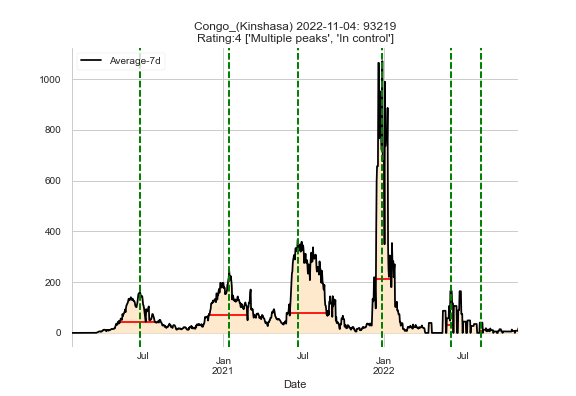 Congo_(Kinshasa) 2022-11-04: 93219
Rating:4 ['Multiple peaks', 'In control']
Average-7d
1000
800
600
400
200
0
Jul
Jan
2021
Jul
Jan
2022
Jul
Date